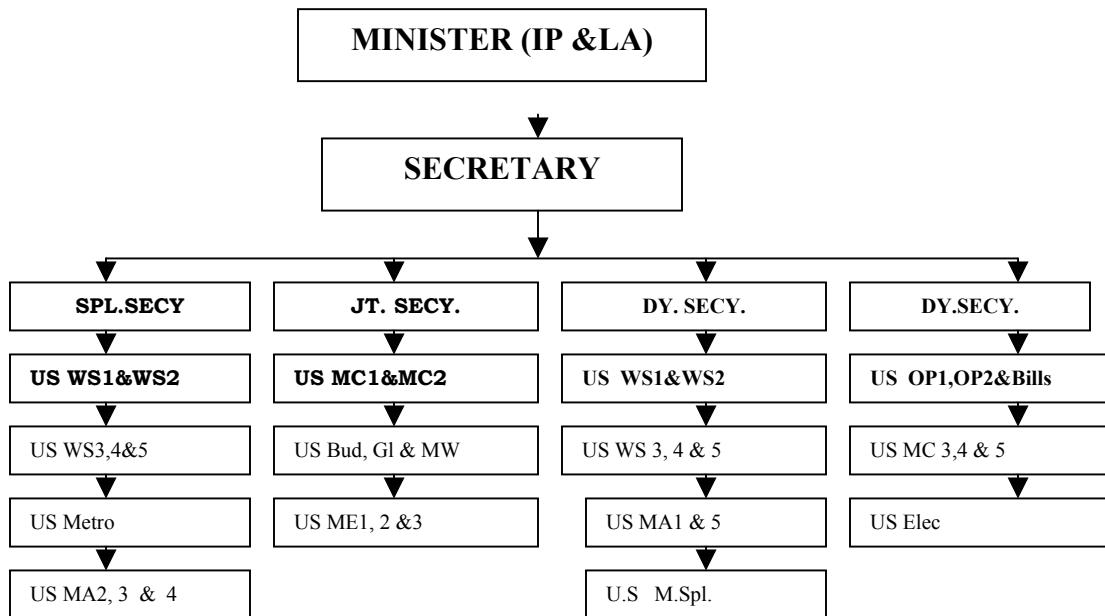 MINISTER (IP &LA)
SECRETARY
SPL.SECY
JT. SECY.
DY. SECY.
DY.SECY.
US WS1&WS2
US MC1&MC2
US WS1&WS2
US OP1,OP2&Bills
US WS3,4&5
US Bud, Gl & MW
US WS 3, 4 & 5
US MC 3,4 & 5
US Metro
US ME1, 2 &3
US MA1 & 5
US Elec
US MA2, 3 & 4
U.S M.Spl.